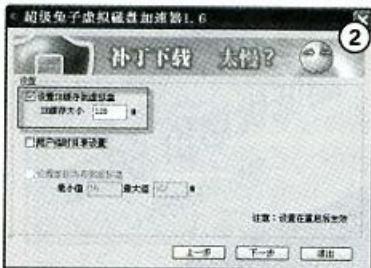 超级兔子虚拟磁盘加速器1.6
补丁下载 太慢?
2
设置
设置IE缓存到虚拟盘
IE缓存大小 128 M
用户临时目录设置
最小值 最大值 M
注意：设置在重启后生效
上一步 下一步 退出